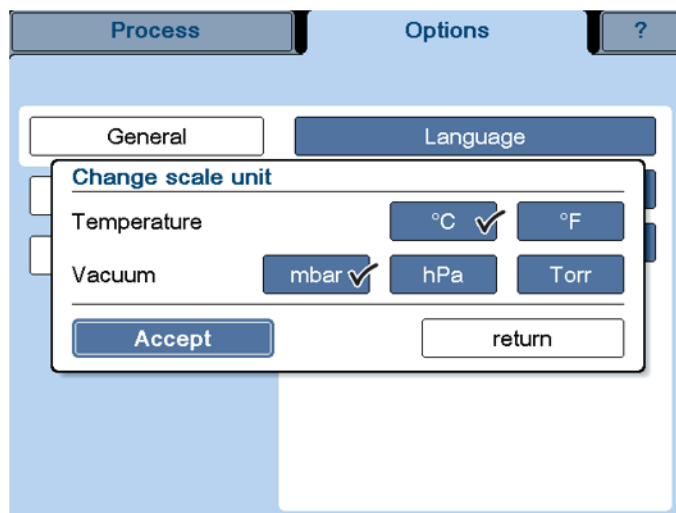 Process Options ?
General Language
Change scale unit
Temperature °C °F
Vacuum mbar hPa Torr
Accept return